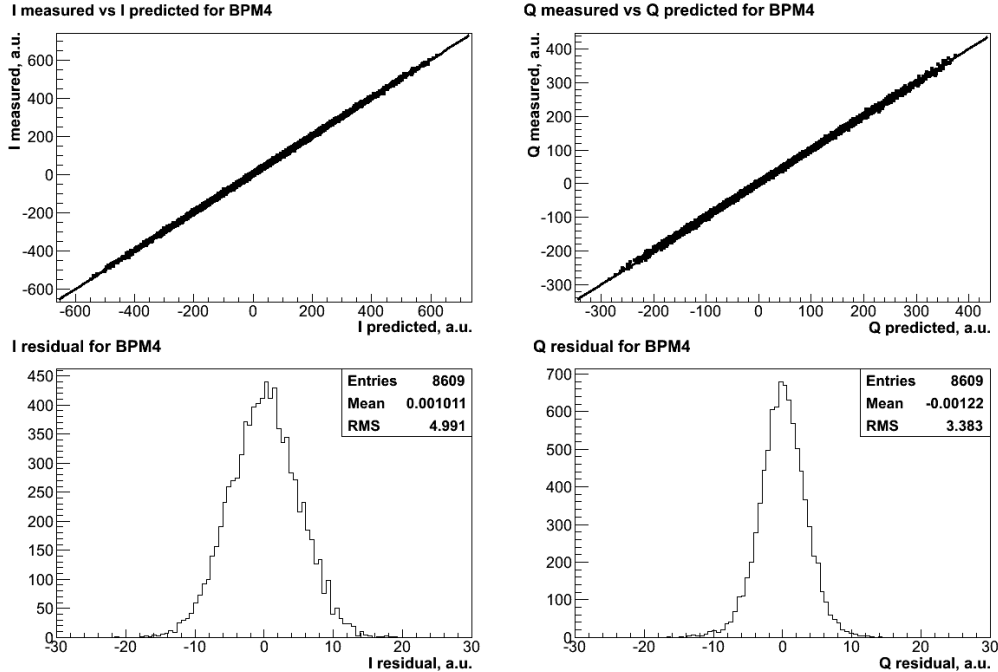 I measured vs I predicted for BPM4
I measured, a.u.
600
400
200
0
-200
-400
-600
-600 -400 -200 0 200 400 600
I predicted, a.u.
Q measured vs Q predicted for BPM4
Q measured, a.u.
400
300
200
100
0
-100
-200
-300
-300 -200 -100 0 100 200 300 400
Q predicted, a.u.
I residual for BPM4
Entries 8609
Mean 0.001011
RMS 4.991
450
400
350
300
250
200
150
100
50
0
-30 -20 -10 0 10 20 30
I residual, a.u.
Q residual for BPM4
Entries 8609
Mean -0.00122
RMS 3.383
700
600
500
400
300
200
100
0
-30 -20 -10 0 10 20 30
Q residual, a.u.